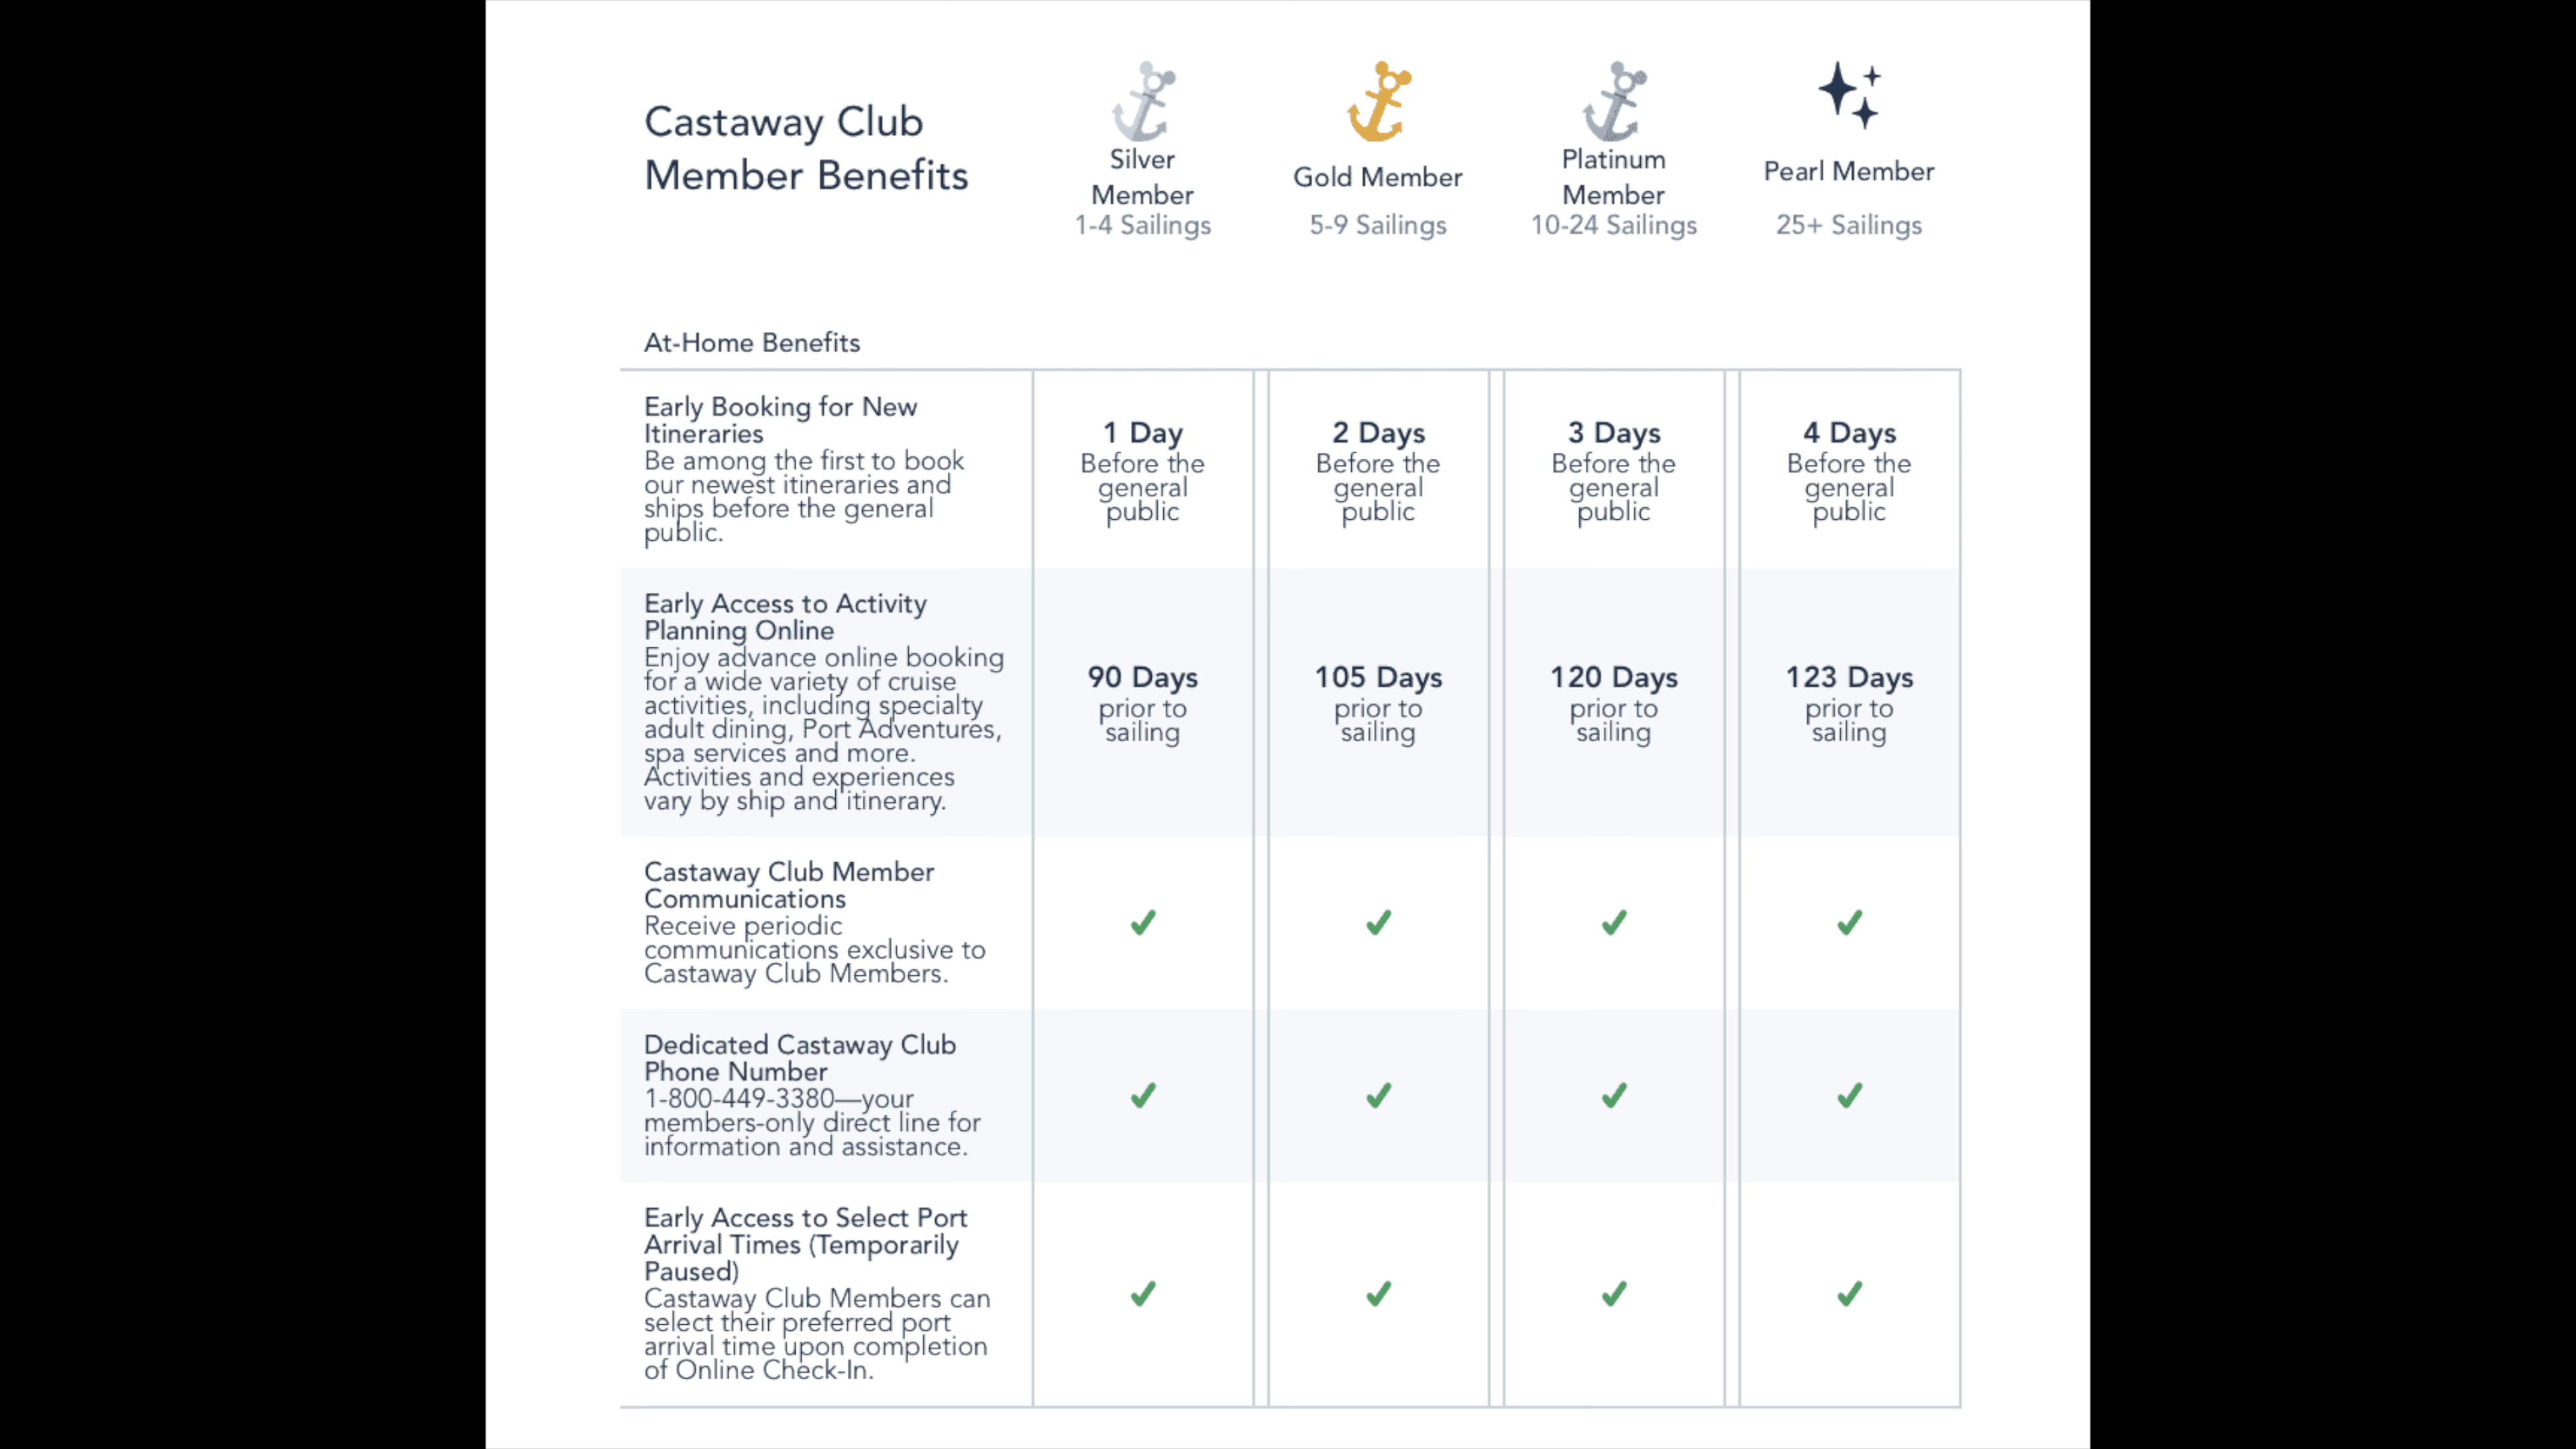 Castaway Club
Member Benefits
Silver
Member
1-4 Sailings
Gold Member
5-9 Sailings
Platinum
Member
10-24 Sailings
Pearl Member
25+ Sailings
At-Home Benefits
Early Booking for New
Itineraries
Be among the first to book
our newest itineraries and
ships before the general
public.
1 Day
Before the
general
public
2 Days
Before the
general
public
3 Days
Before the
general
public
4 Days
Before the
general
public
Early Access to Activity
Planning Online
Enjoy advance online booking
for a wide variety of cruise
activities, including specialty
adult dining, Port Adventures,
spa services and more.
Activities and experiences
vary by ship and itinerary.
90 Days
prior to
sailing
105 Days
prior to
sailing
120 Days
prior to
sailing
123 Days
prior to
sailing
Castaway Club Member
Communications
Receive periodic
communications exclusive to
Castaway Club Members.
Dedicated Castaway Club
Phone Number
1-800-449-3380—your
members-only direct line for
information and assistance.
Early Access to Select Port
Arrival Times (Temporarily
Paused)
Castaway Club Members can
select their preferred port
arrival time upon completion
of Online Check-In.